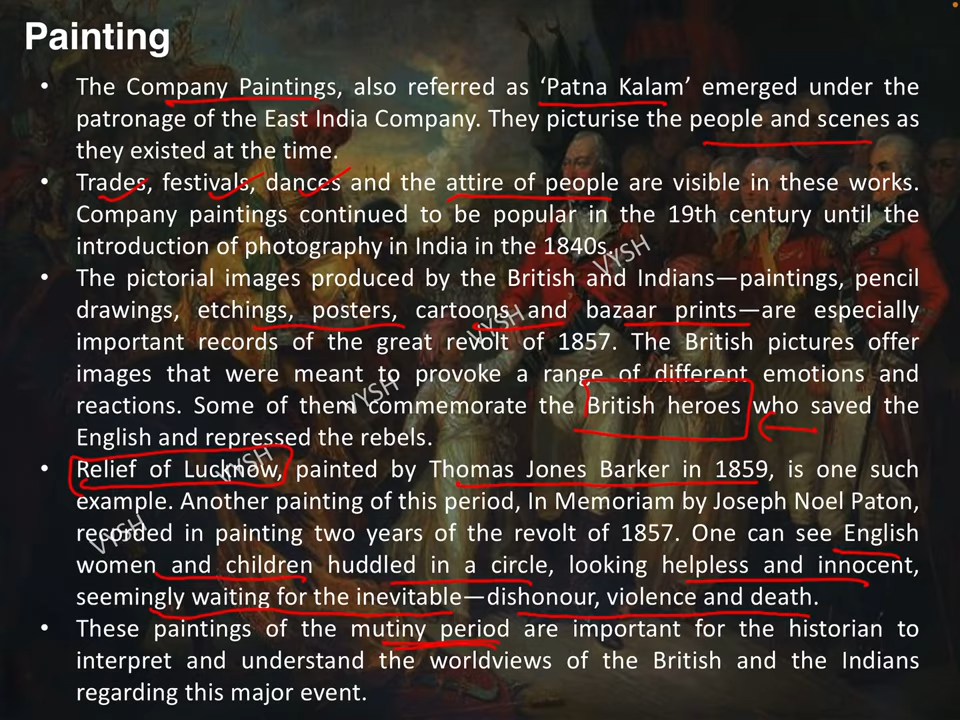 Painting
• The Company Paintings, also referred as ‘Patna Kalam’ emerged under the
patronage of the East India Company. They picturise the people and scenes as
they existed at the time.
• Trades, festivals, dances and the attire of people are visible in these works.
Company paintings continued to be popular in the 19th century until the
introduction of photography in India in the 1840s.
• The pictorial images produced by the British and Indians—paintings, pencil
drawings, etchings, posters, cartoons and bazaar prints—are especially
important records of the great revolt of 1857. The British pictures offer
images that were meant to provoke a range of different emotions and
reactions. Some of them commemorate the British heroes who saved the
English and repressed the rebels.
• Relief of Lucknow, painted by Thomas Jones Barker in 1859, is one such
example. Another painting of this period, In Memoriam by Joseph Noel Paton,
recorded in painting two years of the revolt of 1857. One can see English
women and children huddled in a circle, looking helpless and innocent,
seemingly waiting for the inevitable—dishonour, violence and death.
• These paintings of the mutiny period are important for the historian to
interpret and understand the worldviews of the British and the Indians
regarding this major event.
VYSH
VYSH
VYSH
VYSH
VYSH